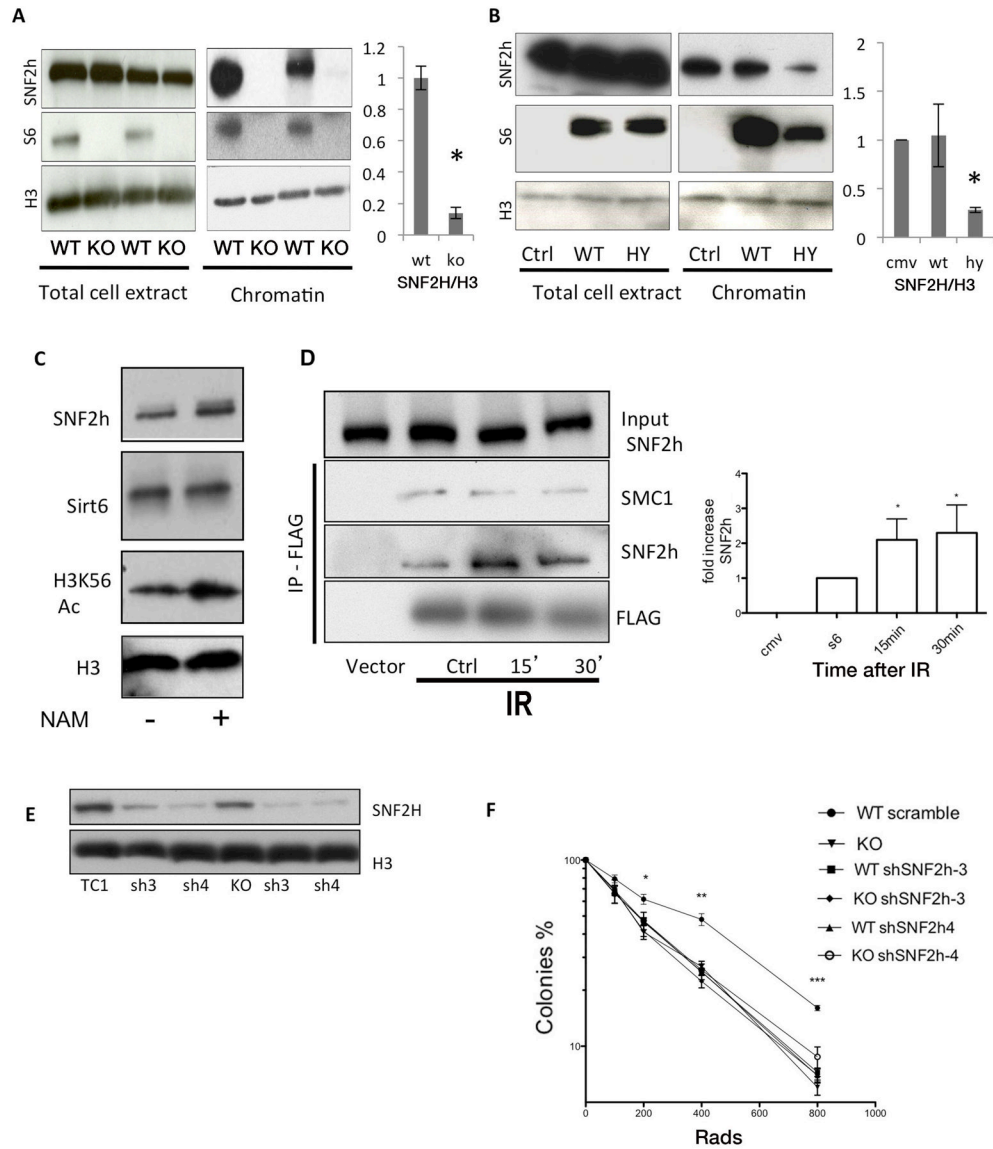 A
SNF2h
S6
H3
WT KO WT KO
WT KO WT KO
Total cell extract
Chromatin
1.2
1
0.8
0.6
0.4
0.2
0
*
wt ko
SNF2H/H3
B
SNF2h
S6
H3
Ctrl WT HY
Ctrl WT HY
Total cell extract
Chromatin
2
1.5
1
0.5
0
*
cmv wt hy
SNF2H/H3
C
SNF2h
Sirt6
H3K56
Ac
H3
NAM - +
D
Input
SNF2h
SMC1
SNF2h
FLAG
IP - FLAG
Vector Ctrl 15’ 30’
IR
fold increase
SNF2h
4
3
2
1
0
* *
cmv s6 15min 30min
Time after IR
E
SNF2H
H3
TC1 sh3 sh4 KO sh3 sh4
F
WT scramble
KO
WT shSNF2h-3
KO shSNF2h-3
WT shSNF2h4
KO shSNF2h-4
Colonies %
100
10
*
**
***
0 200 400 600 800 1000
Rads